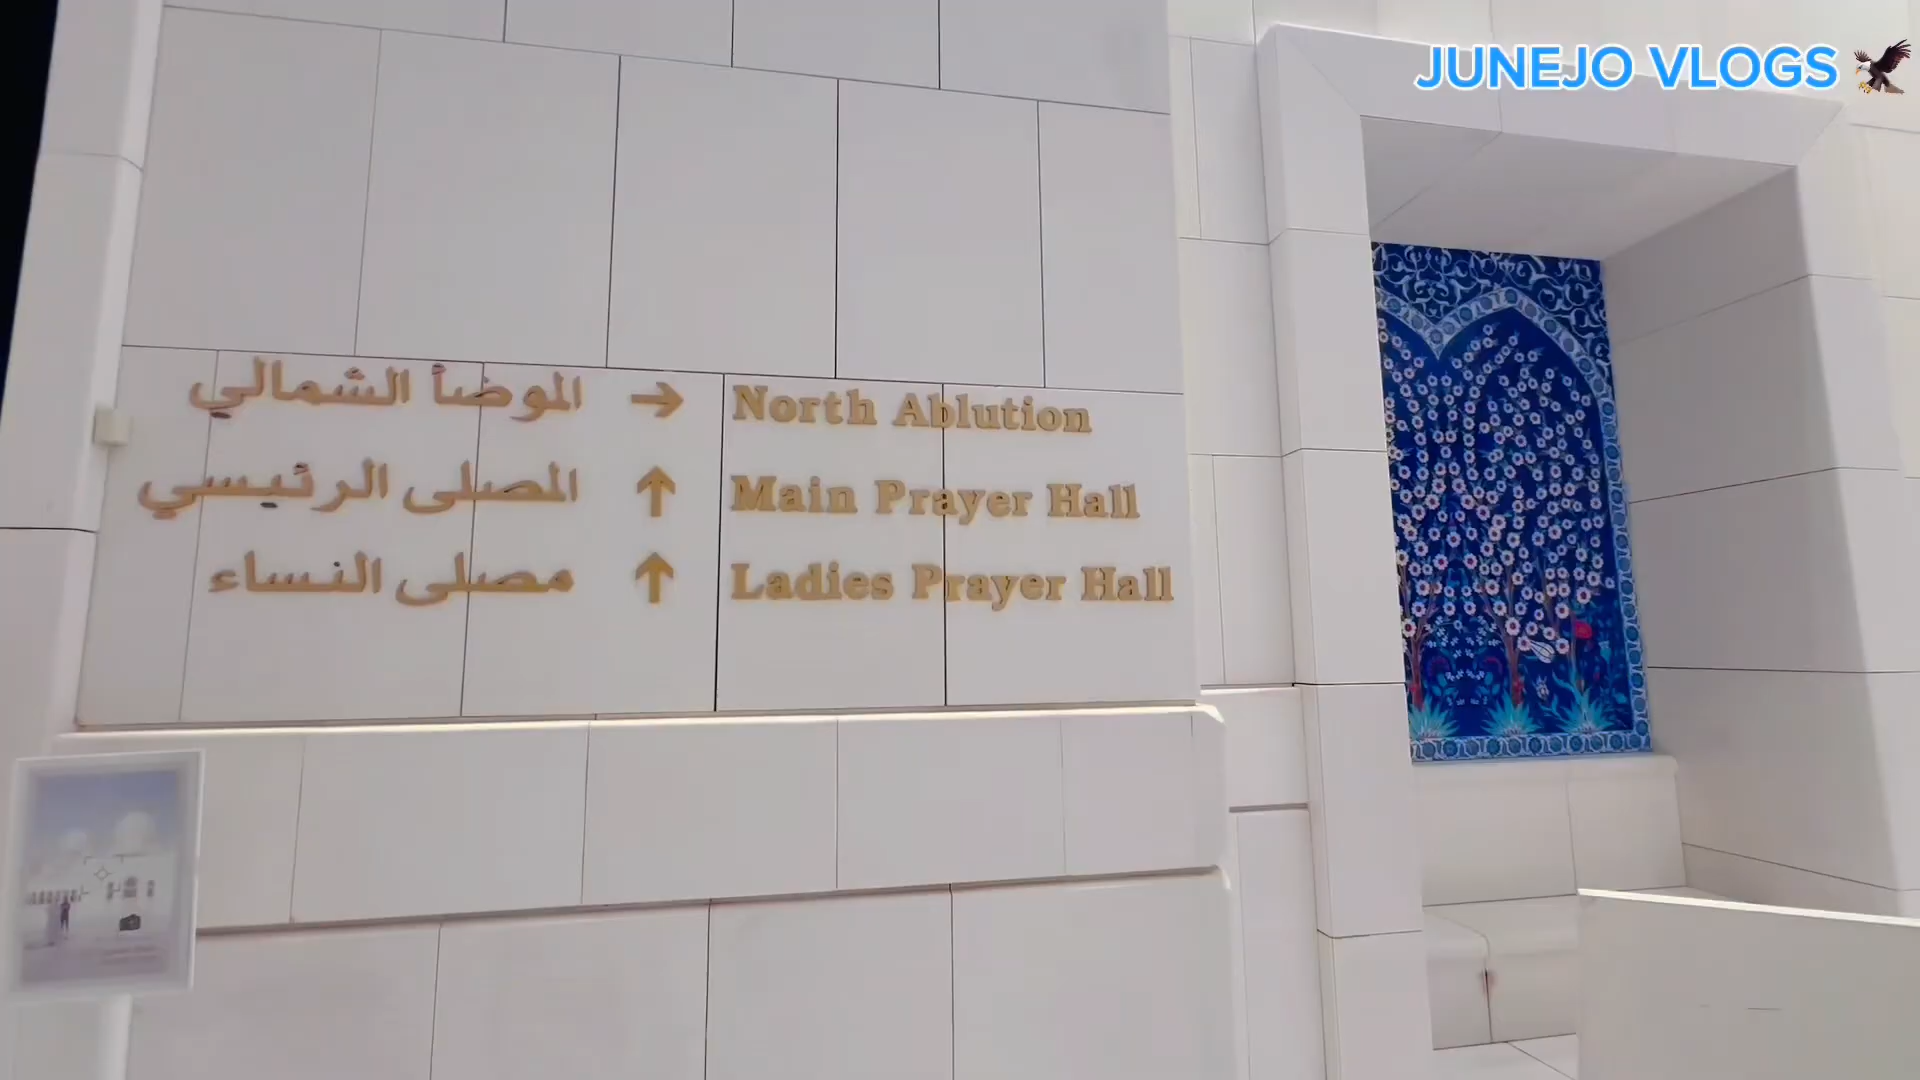 JUNEJO VLOGS
الموضأ الشمالي → North Ablution
المصلى الرئيسي ↑ Main Prayer Hall
مصلى النساء ↑ Ladies Prayer Hall